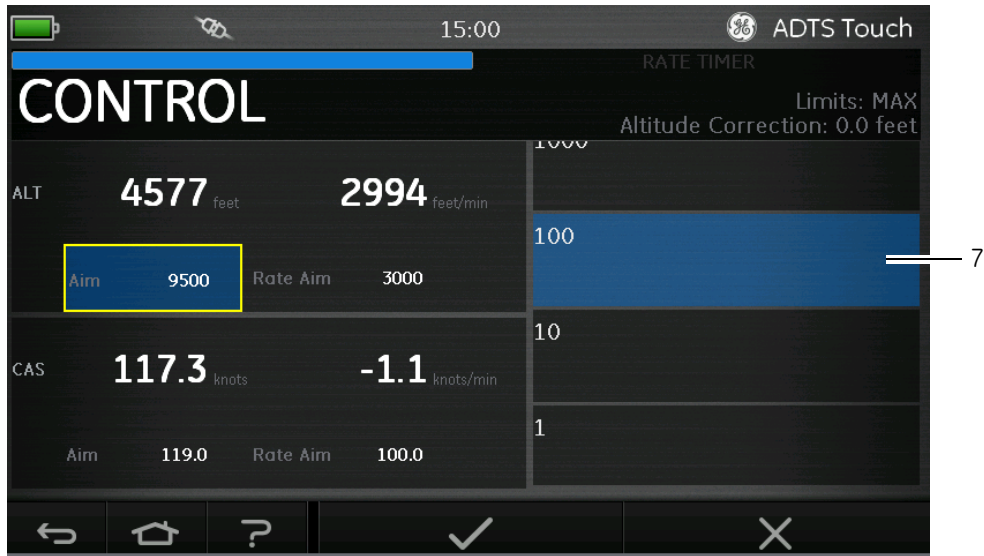 15:00 ADTS Touch
RATE TIMER
CONTROL
Limits: MAX
Altitude Correction: 0.0 feet
ALT 4577 feet 2994 feet/min
Aim 9500 Rate Aim 3000
CAS 117.3 knots -1.1 knots/min
Aim 119.0 Rate Aim 100.0
1000
100
10
1
?
7